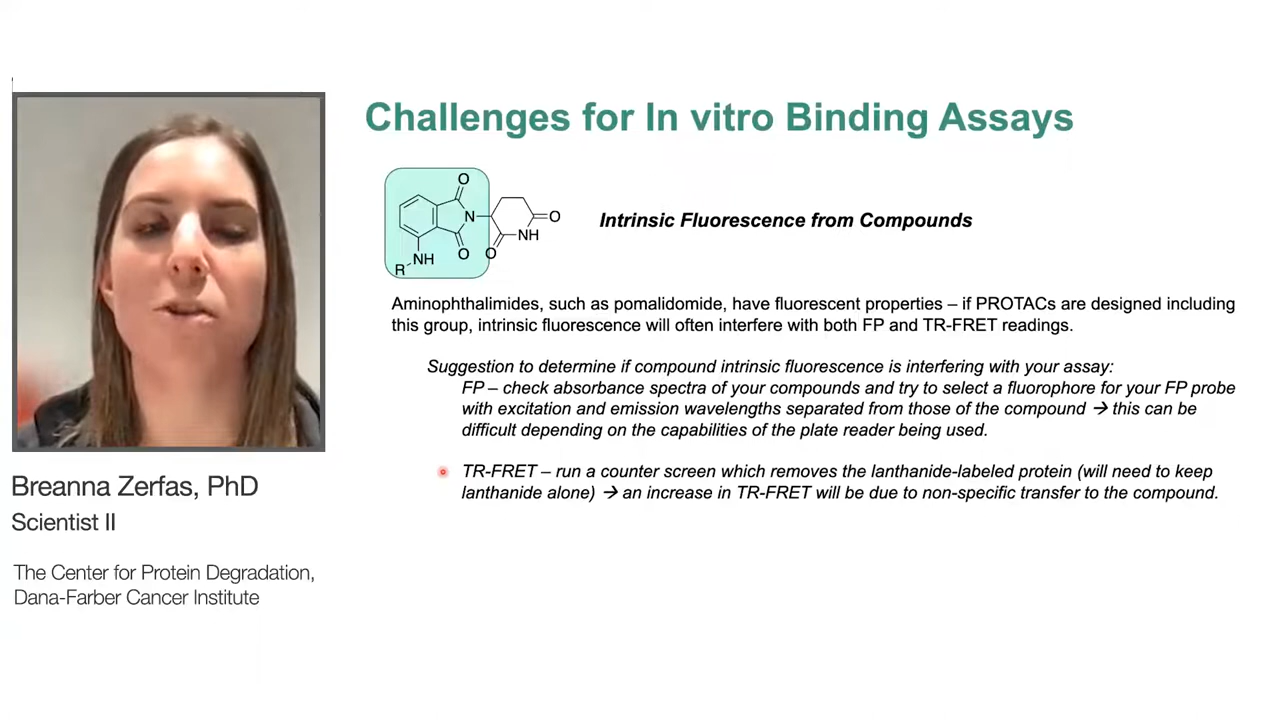 Challenges for In vitro Binding Assays
O
N
O
O
NH
O
NH
R
Intrinsic Fluorescence from Compounds
Aminophthalimides, such as pomalidomide, have fluorescent properties – if PROTACs are designed including
this group, intrinsic fluorescence will often interfere with both FP and TR-FRET readings.
Suggestion to determine if compound intrinsic fluorescence is interfering with your assay:
FP – check absorbance spectra of your compounds and try to select a fluorophore for your FP probe
with excitation and emission wavelengths separated from those of the compound → this can be
difficult depending on the capabilities of the plate reader being used.
TR-FRET – run a counter screen which removes the lanthanide-labeled protein (will need to keep
lanthanide alone) → an increase in TR-FRET will be due to non-specific transfer to the compound.
Breanna Zerfas, PhD
Scientist II
The Center for Protein Degradation,
Dana-Farber Cancer Institute